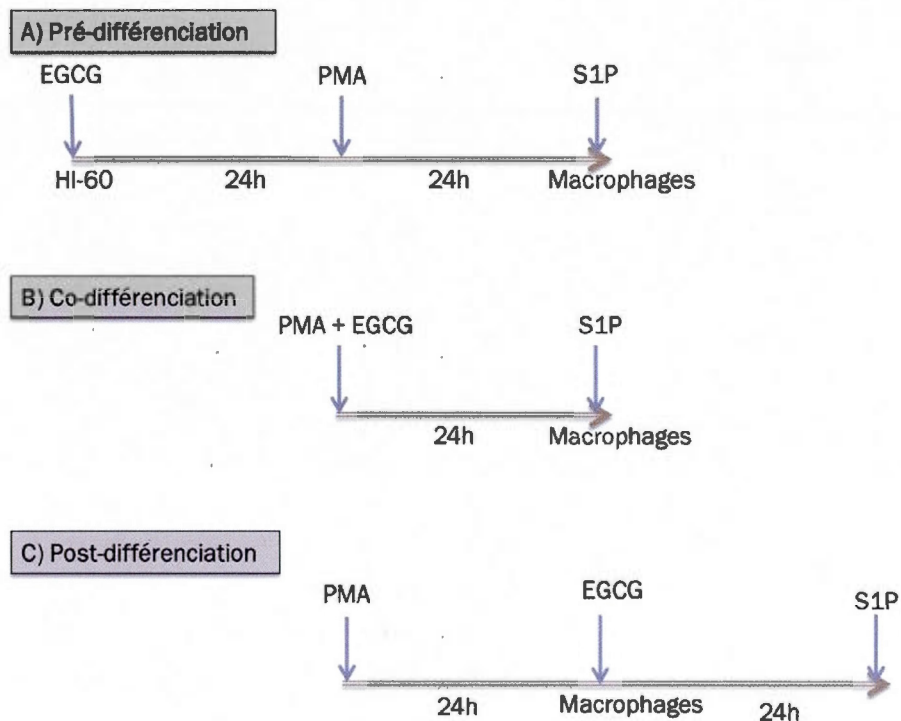 A) Pré-différenciation
EGCG PMA S1P
Hl-60 24h 24h Macrophages
B) Co-différenciation
PMA + EGCG S1P
24h Macrophages
C) Post-différenciation
PMA EGCG S1P
24h Macrophages 24h